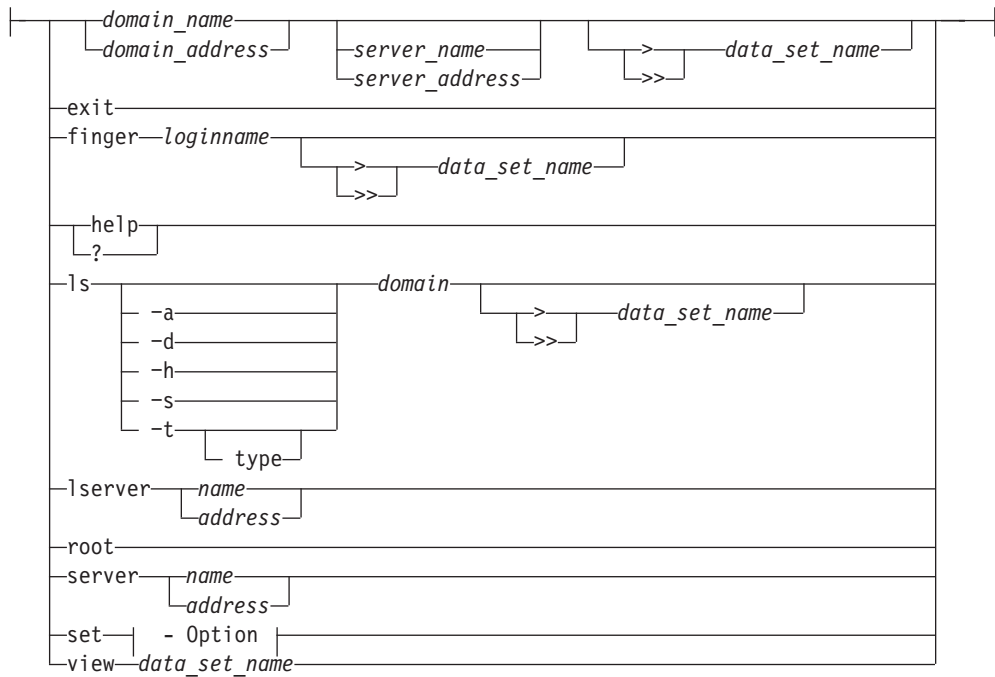 domain_name
domain_address server_name > data_set_name
server_address >>
exit
finger loginname
> data_set_name
>>
help
?
ls domain
-a > data_set_name
-d >>
-h
-s
-t
type
lserver name
address
root
server name
address
set - Option
view data_set_name